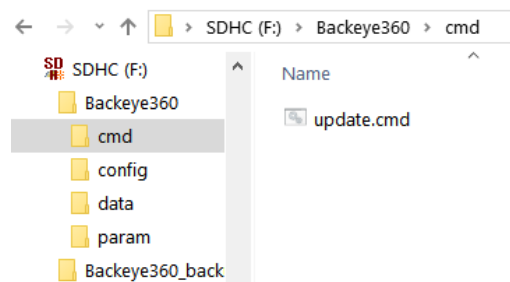 SDHC (F:) > Backeye360 > cmd
SDHC (F:)
Name
Backeye360
update.cmd
cmd
config
data
param
Backeye360_back